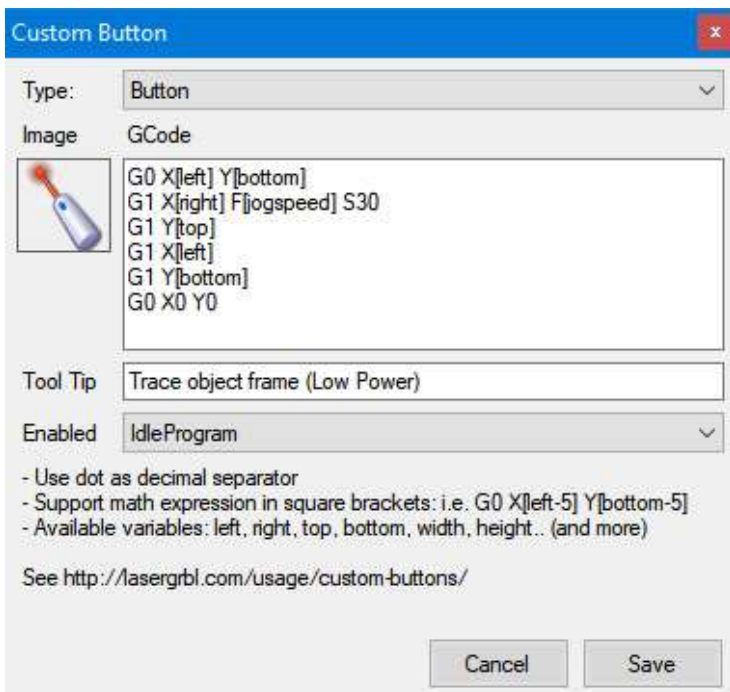 Custom Button
x
Type: Button
Image GCode
G0 X[left] Y[bottom]
G1 X[right] F[jogspeed] S30
G1 Y[top]
G1 X[left]
G1 Y[bottom]
G0 X0 Y0
Tool Tip Trace object frame (Low Power)
Enabled IdleProgram
- Use dot as decimal separator
- Support math expression in square brackets: i.e. G0 X[left-5] Y[bottom-5]
- Available variables: left, right, top, bottom, width, height.. (and more)
See http://lasergrbl.com/usage/custom-buttons/
Cancel Save